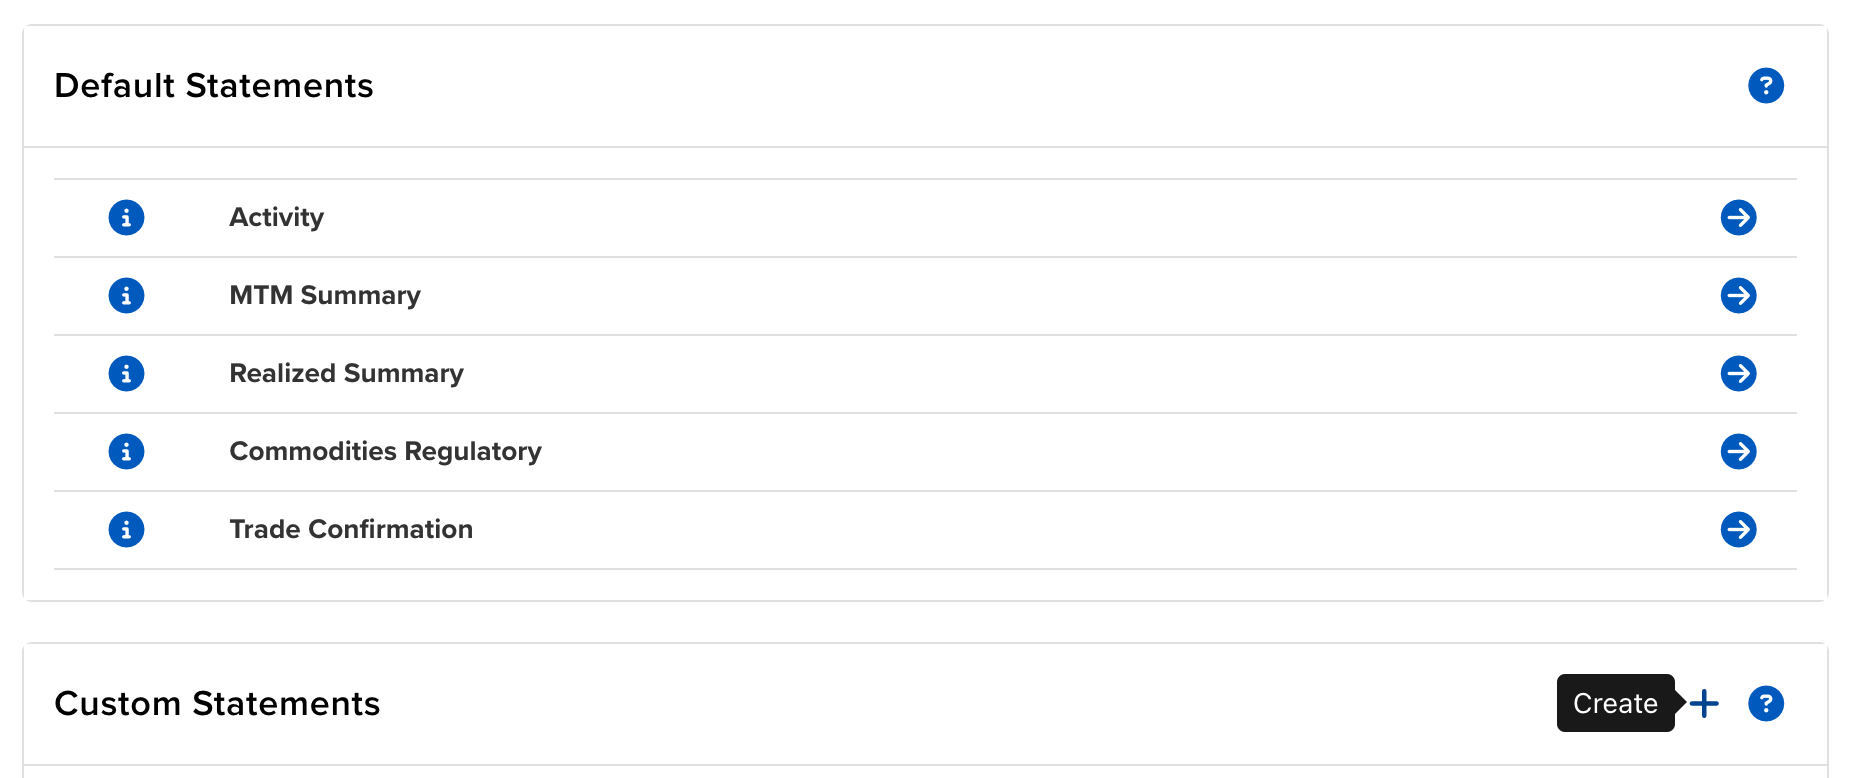 Default Statements
Activity
MTM Summary
Realized Summary
Commodities Regulatory
Trade Confirmation
Custom Statements
Create